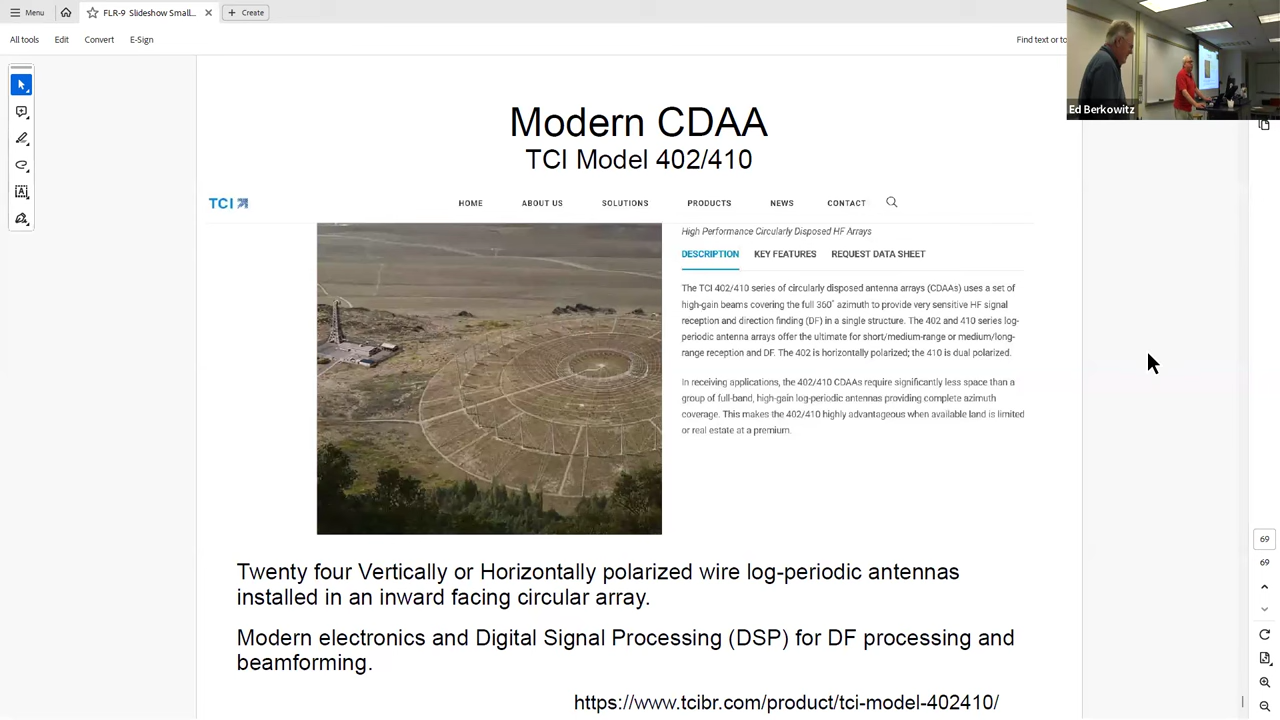 Menu
FLR-9 Slideshow Small...
Create
All tools
Edit
Convert
E-Sign
Find text or to
Ed Berkowitz
Modern CDAA
TCI Model 402/410
TCI
HOME
ABOUT US
SOLUTIONS
PRODUCTS
NEWS
CONTACT
High Performance Circularly Disposed HF Arrays
DESCRIPTION
KEY FEATURES
REQUEST DATA SHEET
The TCI 402/410 series of circularly disposed antenna arrays (CDAAs) uses a set of
high-gain beams covering the full 360° azimuth to provide very sensitive HF signal
reception and direction finding (DF) in a single structure. The 402 and 410 series log-
periodic antenna arrays offer the ultimate for short/medium-range or medium/long-
range reception and DF. The 402 is horizontally polarized; the 410 is dual polarized.
In receiving applications, the 402/410 CDAAs require significantly less space than a
group of full-band, high-gain log-periodic antennas providing complete azimuth
coverage. This makes the 402/410 highly advantageous when available land is limited
or real estate at a premium.
Twenty four Vertically or Horizontally polarized wire log-periodic antennas
installed in an inward facing circular array.
Modern electronics and Digital Signal Processing (DSP) for DF processing and
beamforming.
https://www.tcibr.com/product/tci-model-402410/
69
69